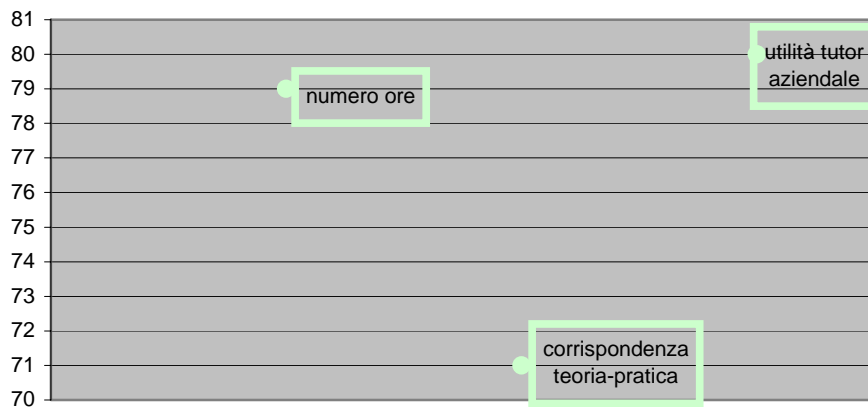 81
80
79
78
77
76
75
74
73
72
71
70
utilità tutor
aziendale
numero ore
corrispondenza
teoria-pratica